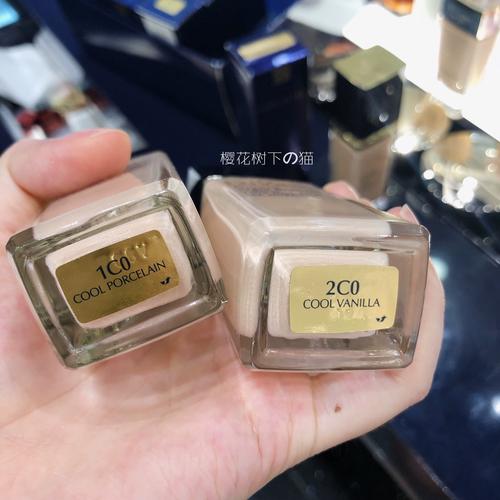 樱花树下の猫
1C0
COOL PORCELAIN
2C0
COOL VANILLA